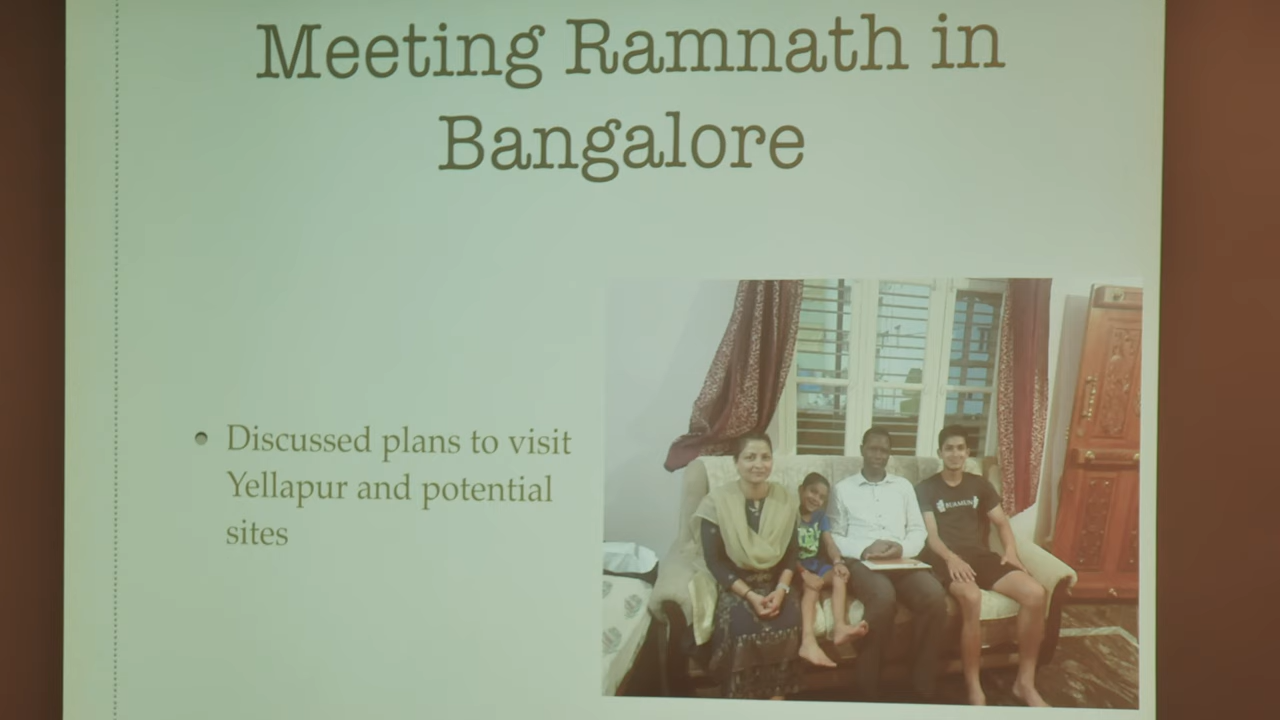 Meeting Ramnath in
Bangalore
Discussed plans to visit
Yellapur and potential
sites